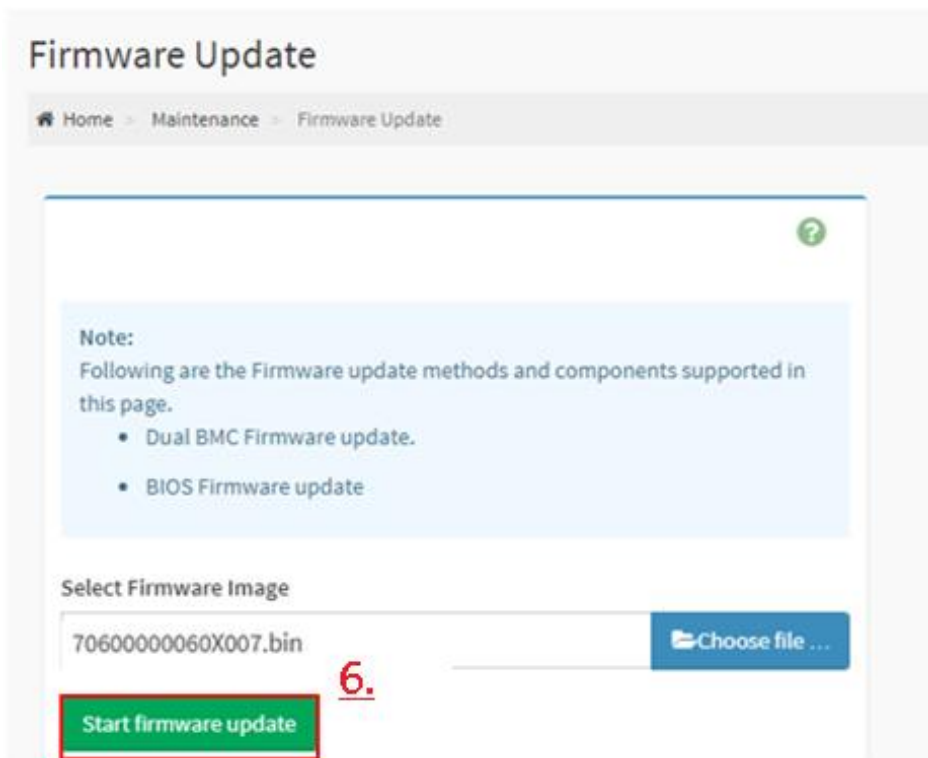 Firmware Update
Home > Maintenance > Firmware Update
?
Note:
Following are the Firmware update methods and components supported in
this page.
• Dual BMC Firmware update.
• BIOS Firmware update
Select Firmware Image
70600000060X007.bin
Choose file ...
6.
Start firmware update